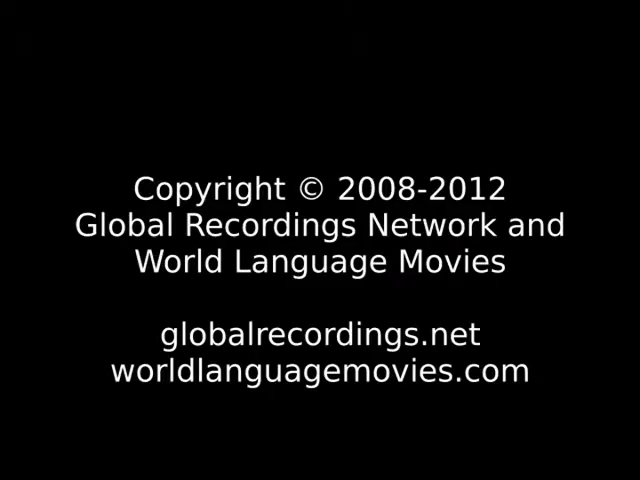 Copyright © 2008-2012
Global Recordings Network and
World Language Movies
globalrecordings.net
worldlanguagemovies.com